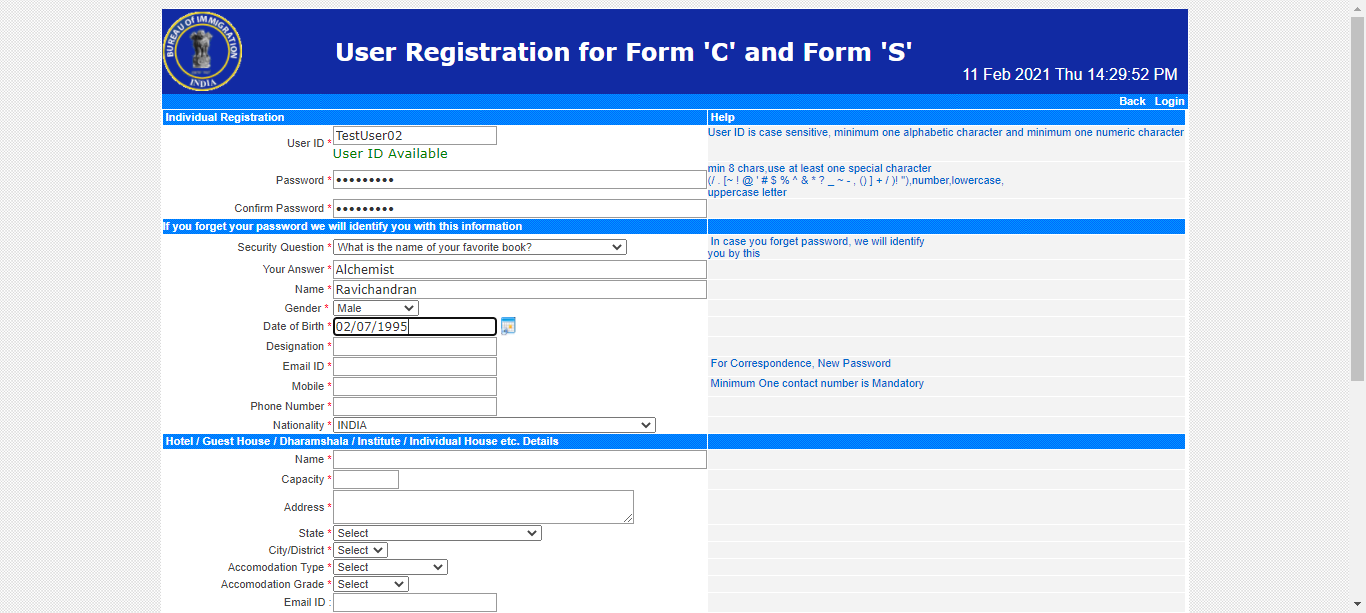 BUREAU OF IMMIGRATION
INDIA
User Registration for Form 'C' and Form 'S'
11 Feb 2021 Thu 14:29:52 PM
Back Login
Individual Registration Help
User ID * TestUser02 User ID is case sensitive, minimum one alphabetic character and minimum one numeric character
User ID Available
min 8 chars,use at least one special character
Password * ••••••••• (/ . [~ ! @ ' # $ % ^ & * ? _ ~ - , () ] + / )! "),number,lowercase,
uppercase letter
Confirm Password * •••••••••
If you forget your password we will identify you with this information
Security Question * What is the name of your favorite book? In case you forget password, we will identify
you by this
Your Answer * Alchemist
Name * Ravichandran
Gender * Male
Date of Birth * 02/07/1995
Designation *
Email ID * For Correspondence, New Password
Mobile * Minimum One contact number is Mandatory
Phone Number *
Nationality * INDIA
Hotel / Guest House / Dharamshala / Institute / Individual House etc. Details
Name *
Capacity *
Address *
State * Select
City/District * Select
Accomodation Type * Select
Accomodation Grade * Select
Email ID :